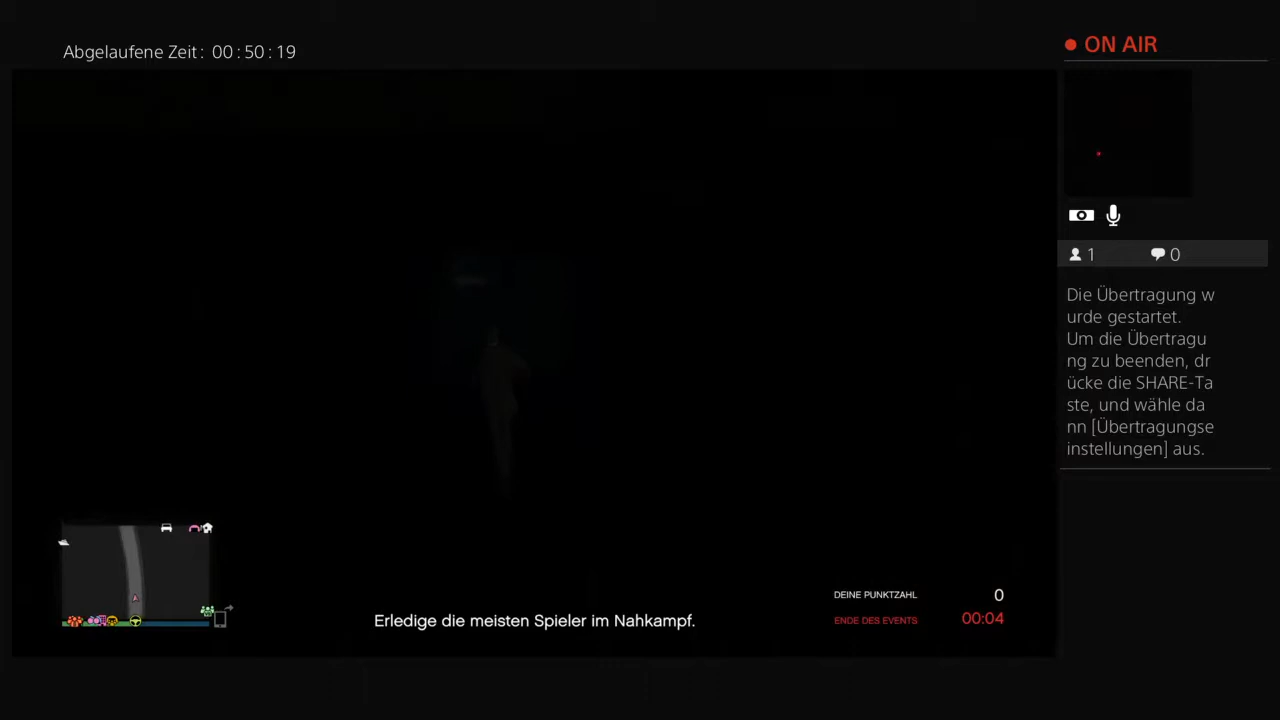 Abgelaufene Zeit: 00:50:19
ON AIR
1 0
Die Übertragung w
urde gestartet.
Um die Übertragu
ng zu beenden, dr
ücke die SHARE-Ta
ste, und wähle da
nn [Übertragungse
instellungen] aus.
DEINE PUNKTZAHL 0
ENDE DES EVENTS 00:04
Erledige die meisten Spieler im Nahkampf.